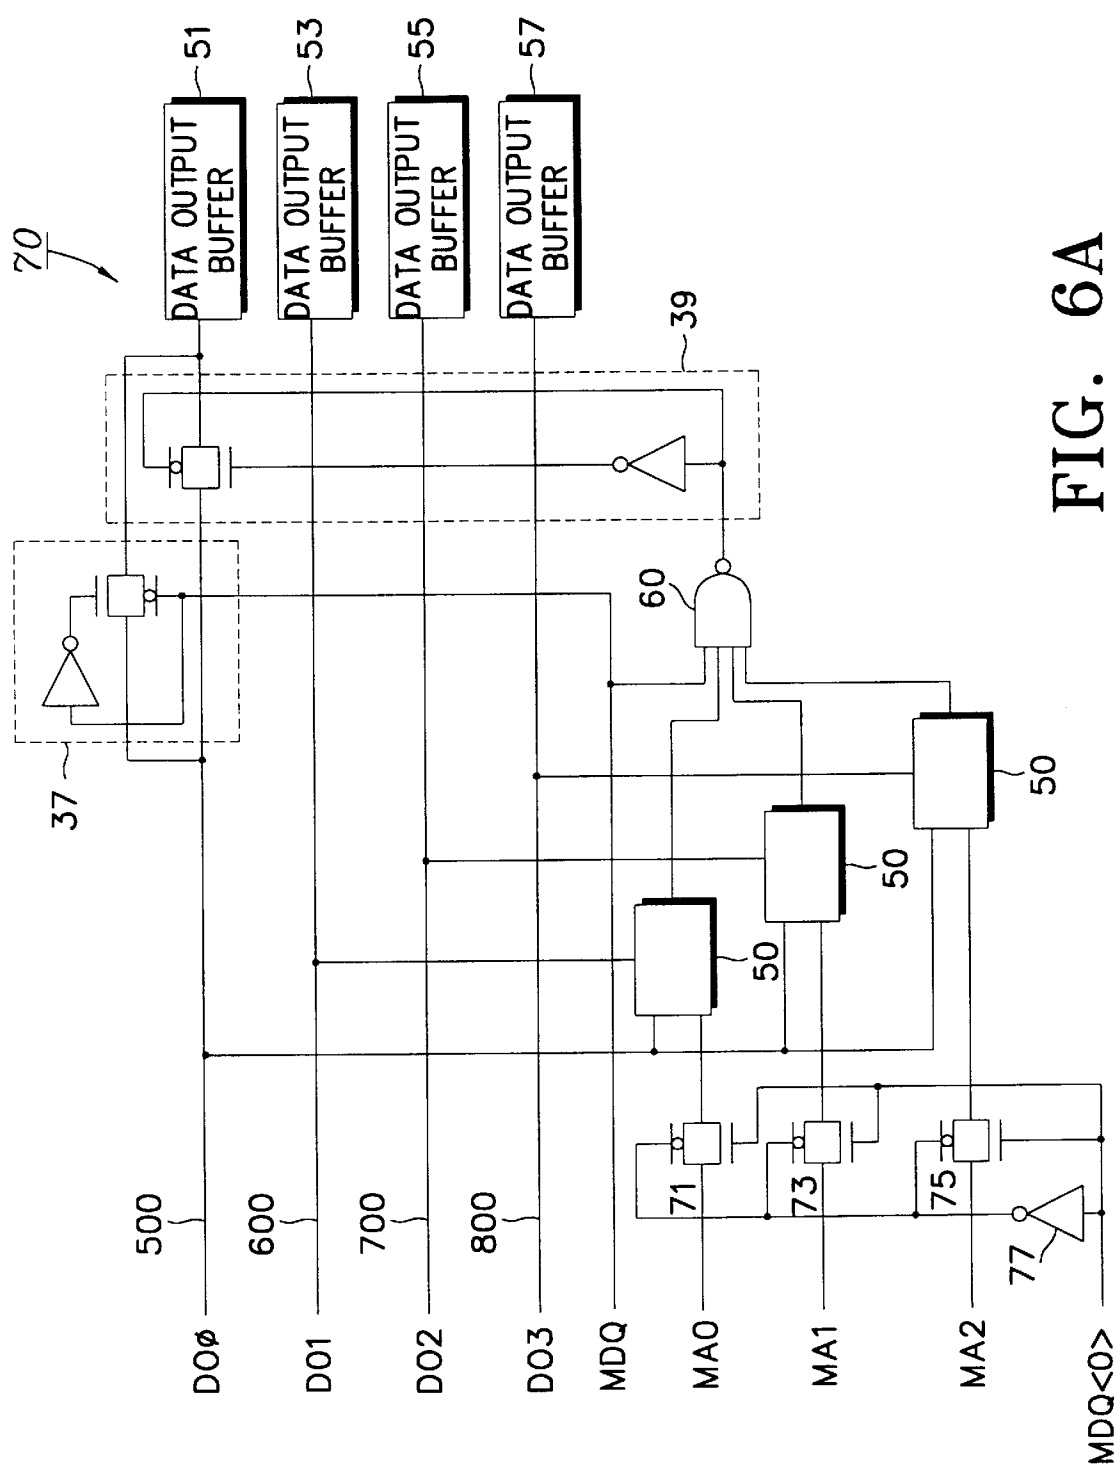 70
DATA OUTPUT
BUFFER
51
DATA OUTPUT
BUFFER
53
DATA OUTPUT
BUFFER
55
DATA OUTPUT
BUFFER
57
37
39
60
50
50
50
500
600
700
800
71
73
75
77
DOø
DO1
DO2
DO3
MDQ
MA0
MA1
MA2
MDQ<0>
FIG. 6A